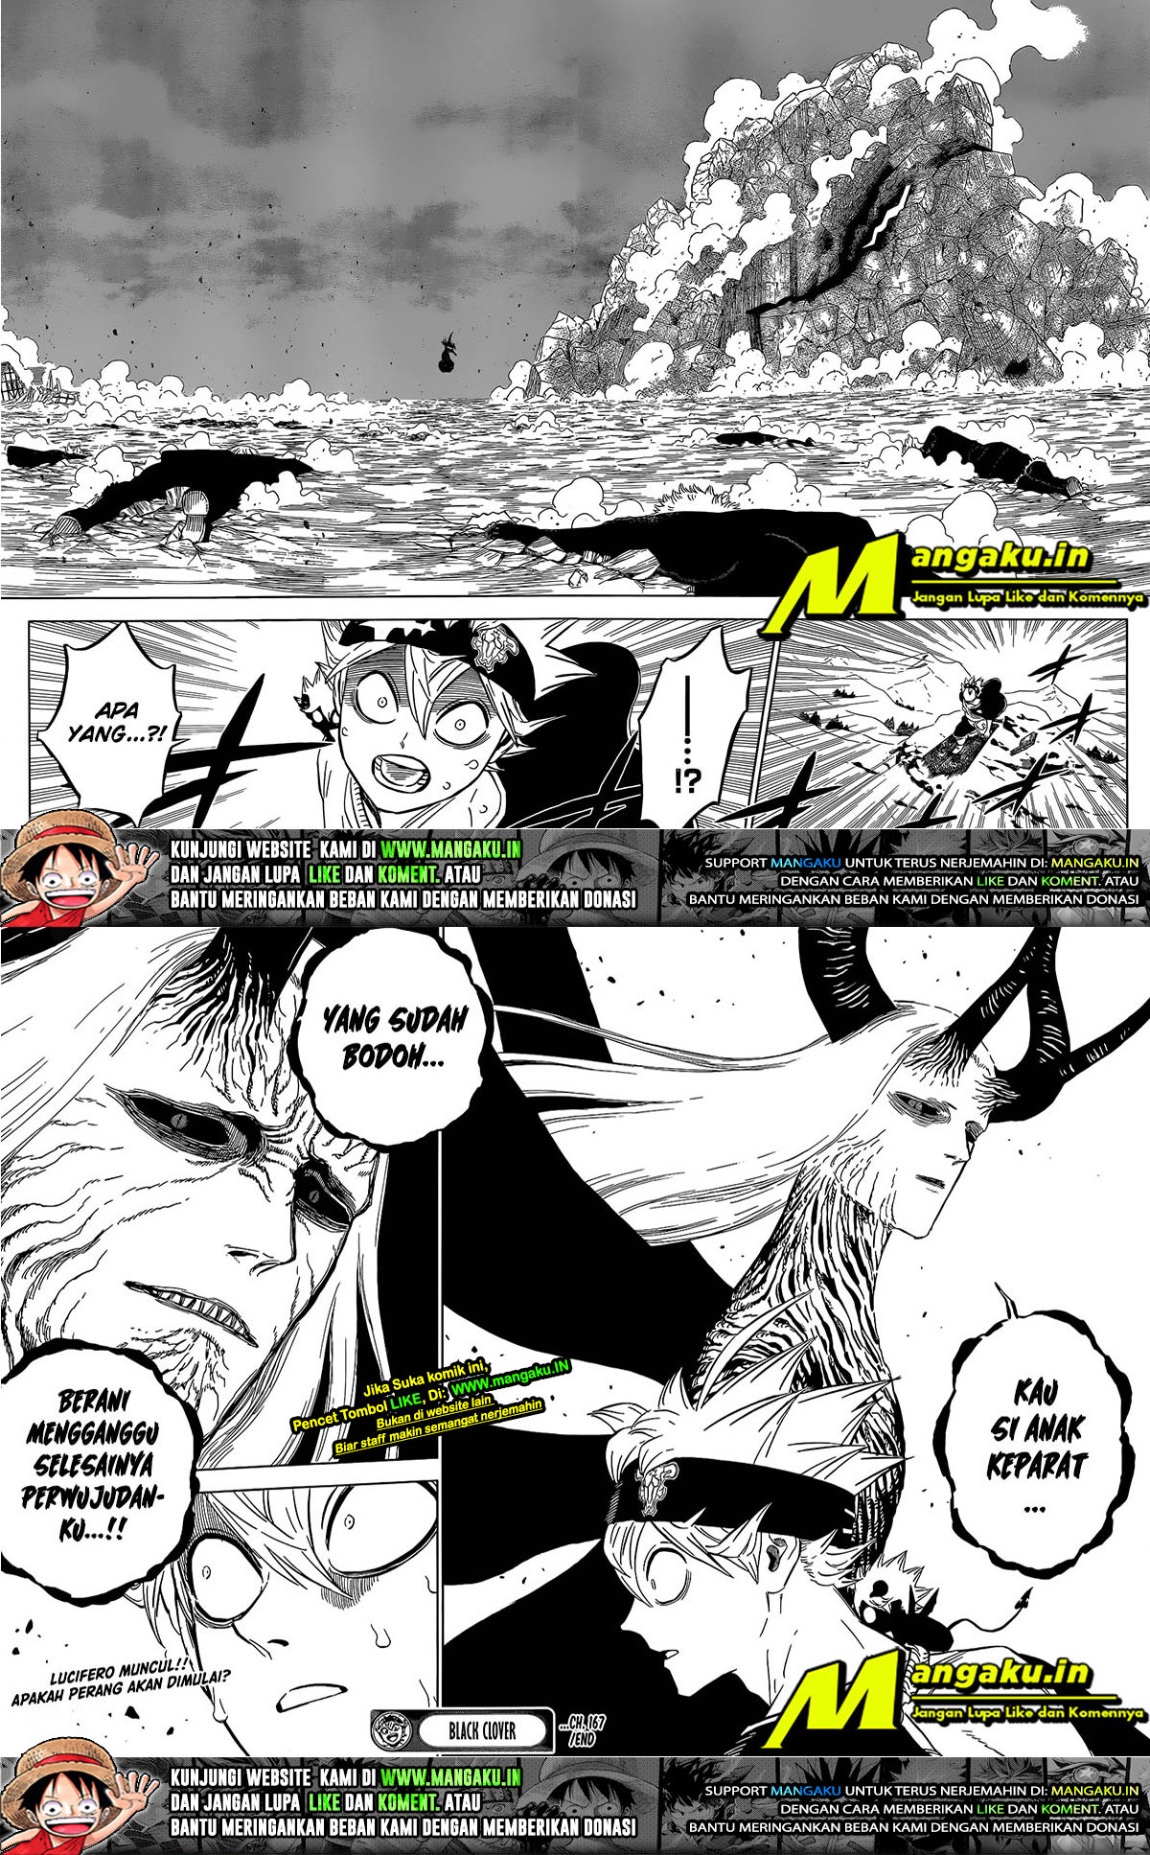 Mangaku.in
Jangan Lupa Like dan Komennya
!?
APA
YANG...?!
KUNJUNGI WEBSITE KAMI DI WWW.MANGAKU.IN
DAN JANGAN LUPA LIKE DAN KOMENT. ATAU
BANTU MERINGANKAN BEBAN KAMI DENGAN MEMBERIKAN DONASI
SUPPORT MANGAKU UNTUK TERUS NERJEMAHIN DI: MANGAKU.IN
DENGAN CARA MEMBERIKAN LIKE DAN KOMENT. ATAU
BANTU MERINGANKAN BEBAN KAMI DENGAN MEMBERIKAN DONASI
KAU
SI ANAK
KEPARAT
...
YANG SUDAH
BODOH...
BERANI
MENGGANGGU
SELESAINYA
PERWUJUDAN-
KU...!!
Jika Suka komik ini,
Pencet Tombol LIKE, Di: WWW.mangaku.IN
Bukan di website lain
Biar staff makin semangat nerjemahin
LUCIFERO MUNCUL!!
APAKAH PERANG AKAN DIMULAI?
BLACK CLOVER
...CH. 167
/END
Mangaku.in
Jangan Lupa Like dan Komennya
KUNJUNGI WEBSITE KAMI DI WWW.MANGAKU.IN
DAN JANGAN LUPA LIKE DAN KOMENT. ATAU
BANTU MERINGANKAN BEBAN KAMI DENGAN MEMBERIKAN DONASI
SUPPORT MANGAKU UNTUK TERUS NERJEMAHIN DI: MANGAKU.IN
DENGAN CARA MEMBERIKAN LIKE DAN KOMENT. ATAU
BANTU MERINGANKAN BEBAN KAMI DENGAN MEMBERIKAN DONASI